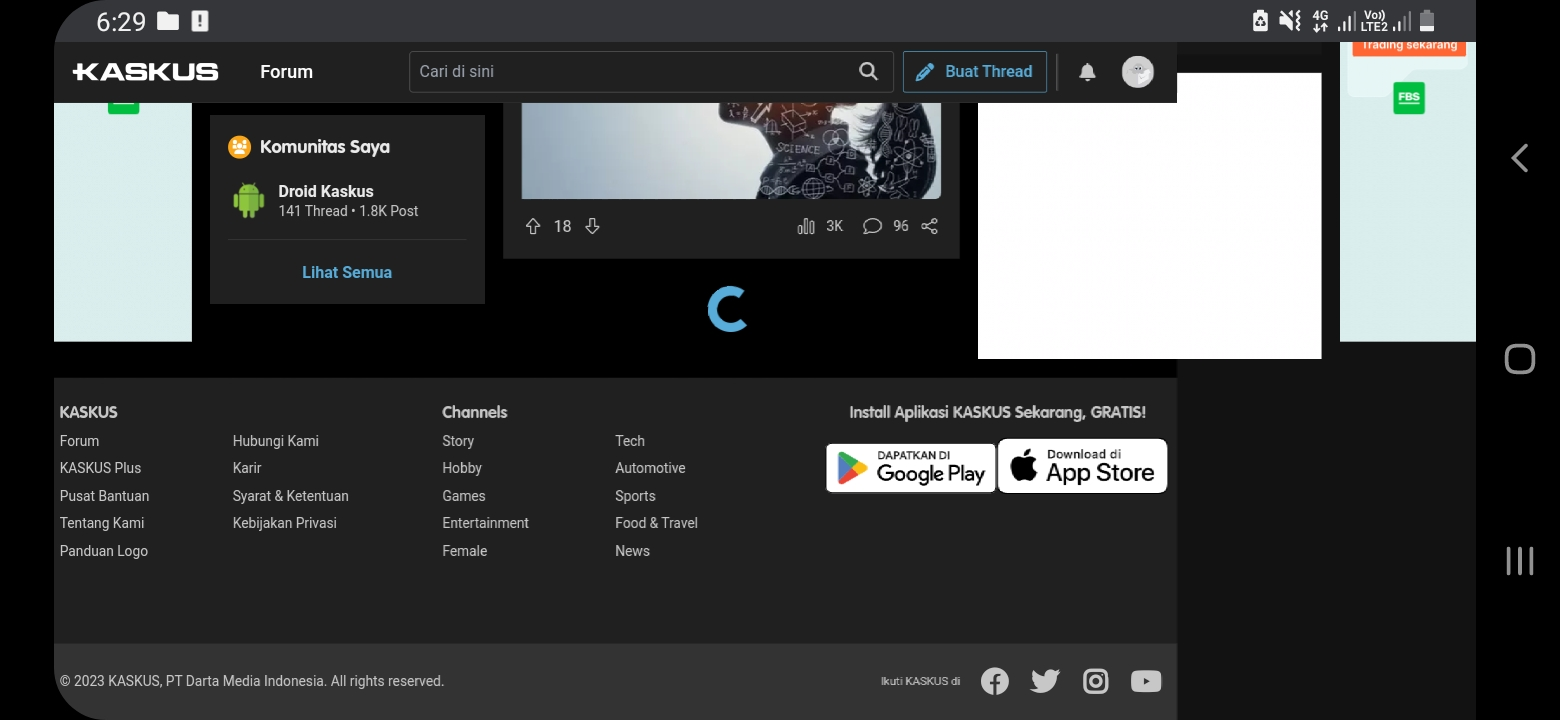 6:29
4G
Vo))
LTE2
KASKUS
Forum
Cari di sini
Buat Thread
Trading sekarang
FBS
Komunitas Saya
Droid Kaskus
141 Thread • 1.8K Post
Lihat Semua
SCIENCE
18
3K
96
KASKUS
Forum
KASKUS Plus
Pusat Bantuan
Tentang Kami
Panduan Logo
Hubungi Kami
Karir
Syarat & Ketentuan
Kebijakan Privasi
Channels
Story
Hobby
Games
Entertainment
Female
Tech
Automotive
Sports
Food & Travel
News
Install Aplikasi KASKUS Sekarang, GRATIS!
DAPATKAN DI
Google Play
Download di
App Store
© 2023 KASKUS, PT Darta Media Indonesia. All rights reserved.
Ikuti KASKUS di